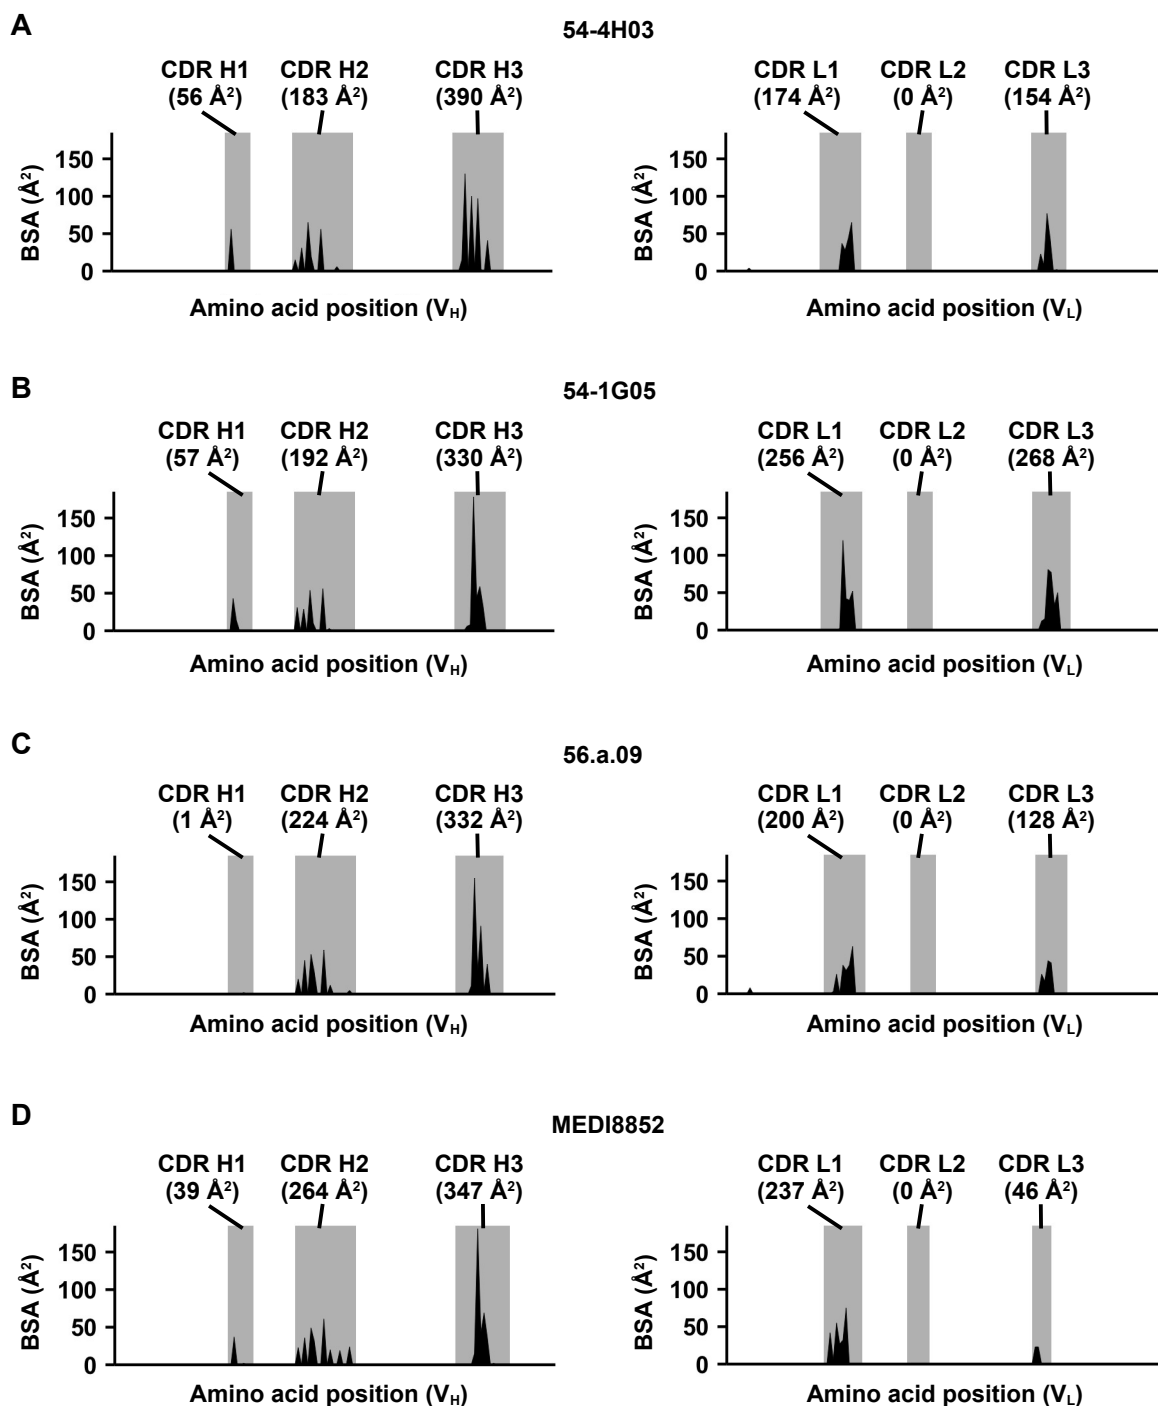 A
54-4H03
CDR H1 CDR H2 CDR H3 CDR L1 CDR L2 CDR L3
(56 Å²) (183 Å²) (390 Å²) (174 Å²) (0 Å²) (154 Å²)
BSA (Å²)
150
100
50
0
Amino acid position (V_H)
BSA (Å²)
150
100
50
0
Amino acid position (V_L)
B
54-1G05
CDR H1 CDR H2 CDR H3 CDR L1 CDR L2 CDR L3
(57 Å²) (192 Å²) (330 Å²) (256 Å²) (0 Å²) (268 Å²)
BSA (Å²)
150
100
50
0
Amino acid position (V_H)
BSA (Å²)
150
100
50
0
Amino acid position (V_L)
C
56.a.09
CDR H1 CDR H2 CDR H3 CDR L1 CDR L2 CDR L3
(1 Å²) (224 Å²) (332 Å²) (200 Å²) (0 Å²) (128 Å²)
BSA (Å²)
150
100
50
0
Amino acid position (V_H)
BSA (Å²)
150
100
50
0
Amino acid position (V_L)
D
MEDI8852
CDR H1 CDR H2 CDR H3 CDR L1 CDR L2 CDR L3
(39 Å²) (264 Å²) (347 Å²) (237 Å²) (0 Å²) (46 Å²)
BSA (Å²)
150
100
50
0
Amino acid position (V_H)
BSA (Å²)
150
100
50
0
Amino acid position (V_L)